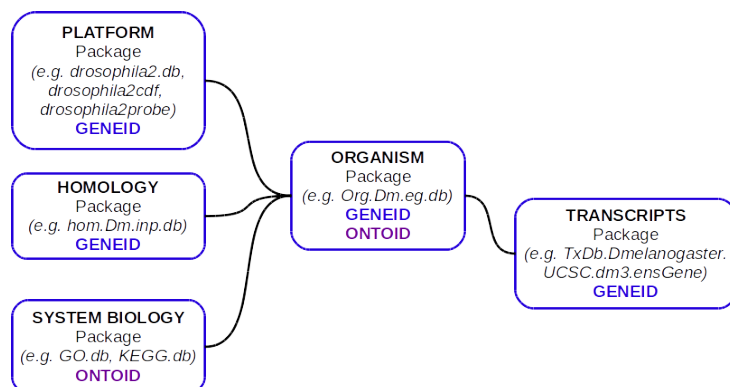 PLATFORM
Package
(e.g. drosophila2.db,
drosophila2cdf,
drosophila2probe)
GENEID
HOMOLOGY
Package
(e.g. hom.Dm.inp.db)
GENEID
SYSTEM BIOLOGY
Package
(e.g. GO.db, KEGG.db)
ONTOID
ORGANISM
Package
(e.g. Org.Dm.eg.db)
GENEID
ONTOID
TRANSCRIPTS
Package
(e.g. TxDb.Dmelanogaster.
UCSC.dm3.ensGene)
GENEID